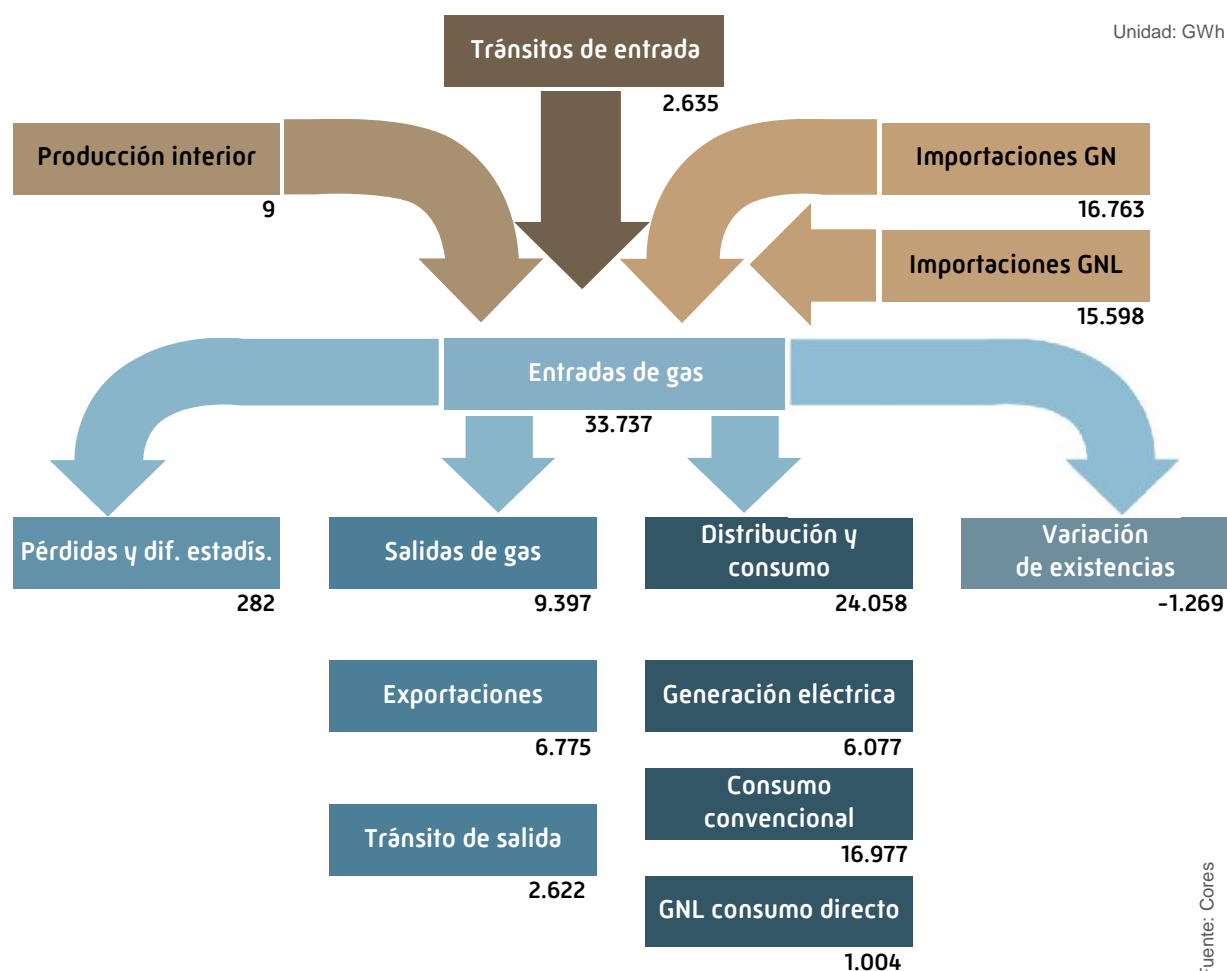 Tránsitos de entrada
Unidad: GWh
2.635
Producción interior
9
Importaciones GN
16.763
Importaciones GNL
15.598
Entradas de gas
33.737
Pérdidas y dif. estadís.
282
Salidas de gas
9.397
Distribución y
consumo
24.058
Variación
de existencias
-1.269
Exportaciones
6.775
Generación eléctrica
6.077
Consumo
convencional
16.977
Tránsito de salida
2.622
GNL consumo directo
1.004
Fuente: Cores